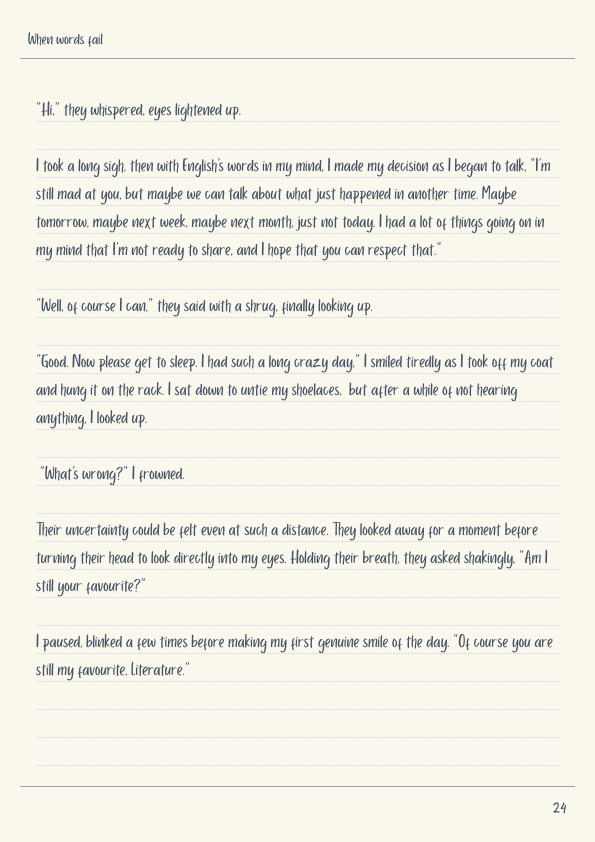 When words fail
"Hi," they whispered, eyes lightened up.
I took a long sigh, then with English's words in my mind, I made my decision as I began to talk, "I'm
still mad at you, but maybe we can talk about what just happened in another time. Maybe
tomorrow, maybe next week, maybe next month, just not today. I had a lot of things going on in
my mind that I'm not ready to share, and I hope that you can respect that."
"Well, of course I can," they said with a shrug, finally looking up.
"Good. Now please get to sleep. I had such a long crazy day," I smiled tiredly as I took off my coat
and hung it on the rack. I sat down to untie my shoelaces, but after a while of not hearing
anything, I looked up.
"What's wrong?" I frowned.
Their uncertainty could be felt even at such a distance. They looked away for a moment before
turning their head to look directly into my eyes. Holding their breath, they asked shakingly, "Am I
still your favourite?"
I paused, blinked a few times before making my first genuine smile of the day. "Of course you are
still my favourite, Literature."
24